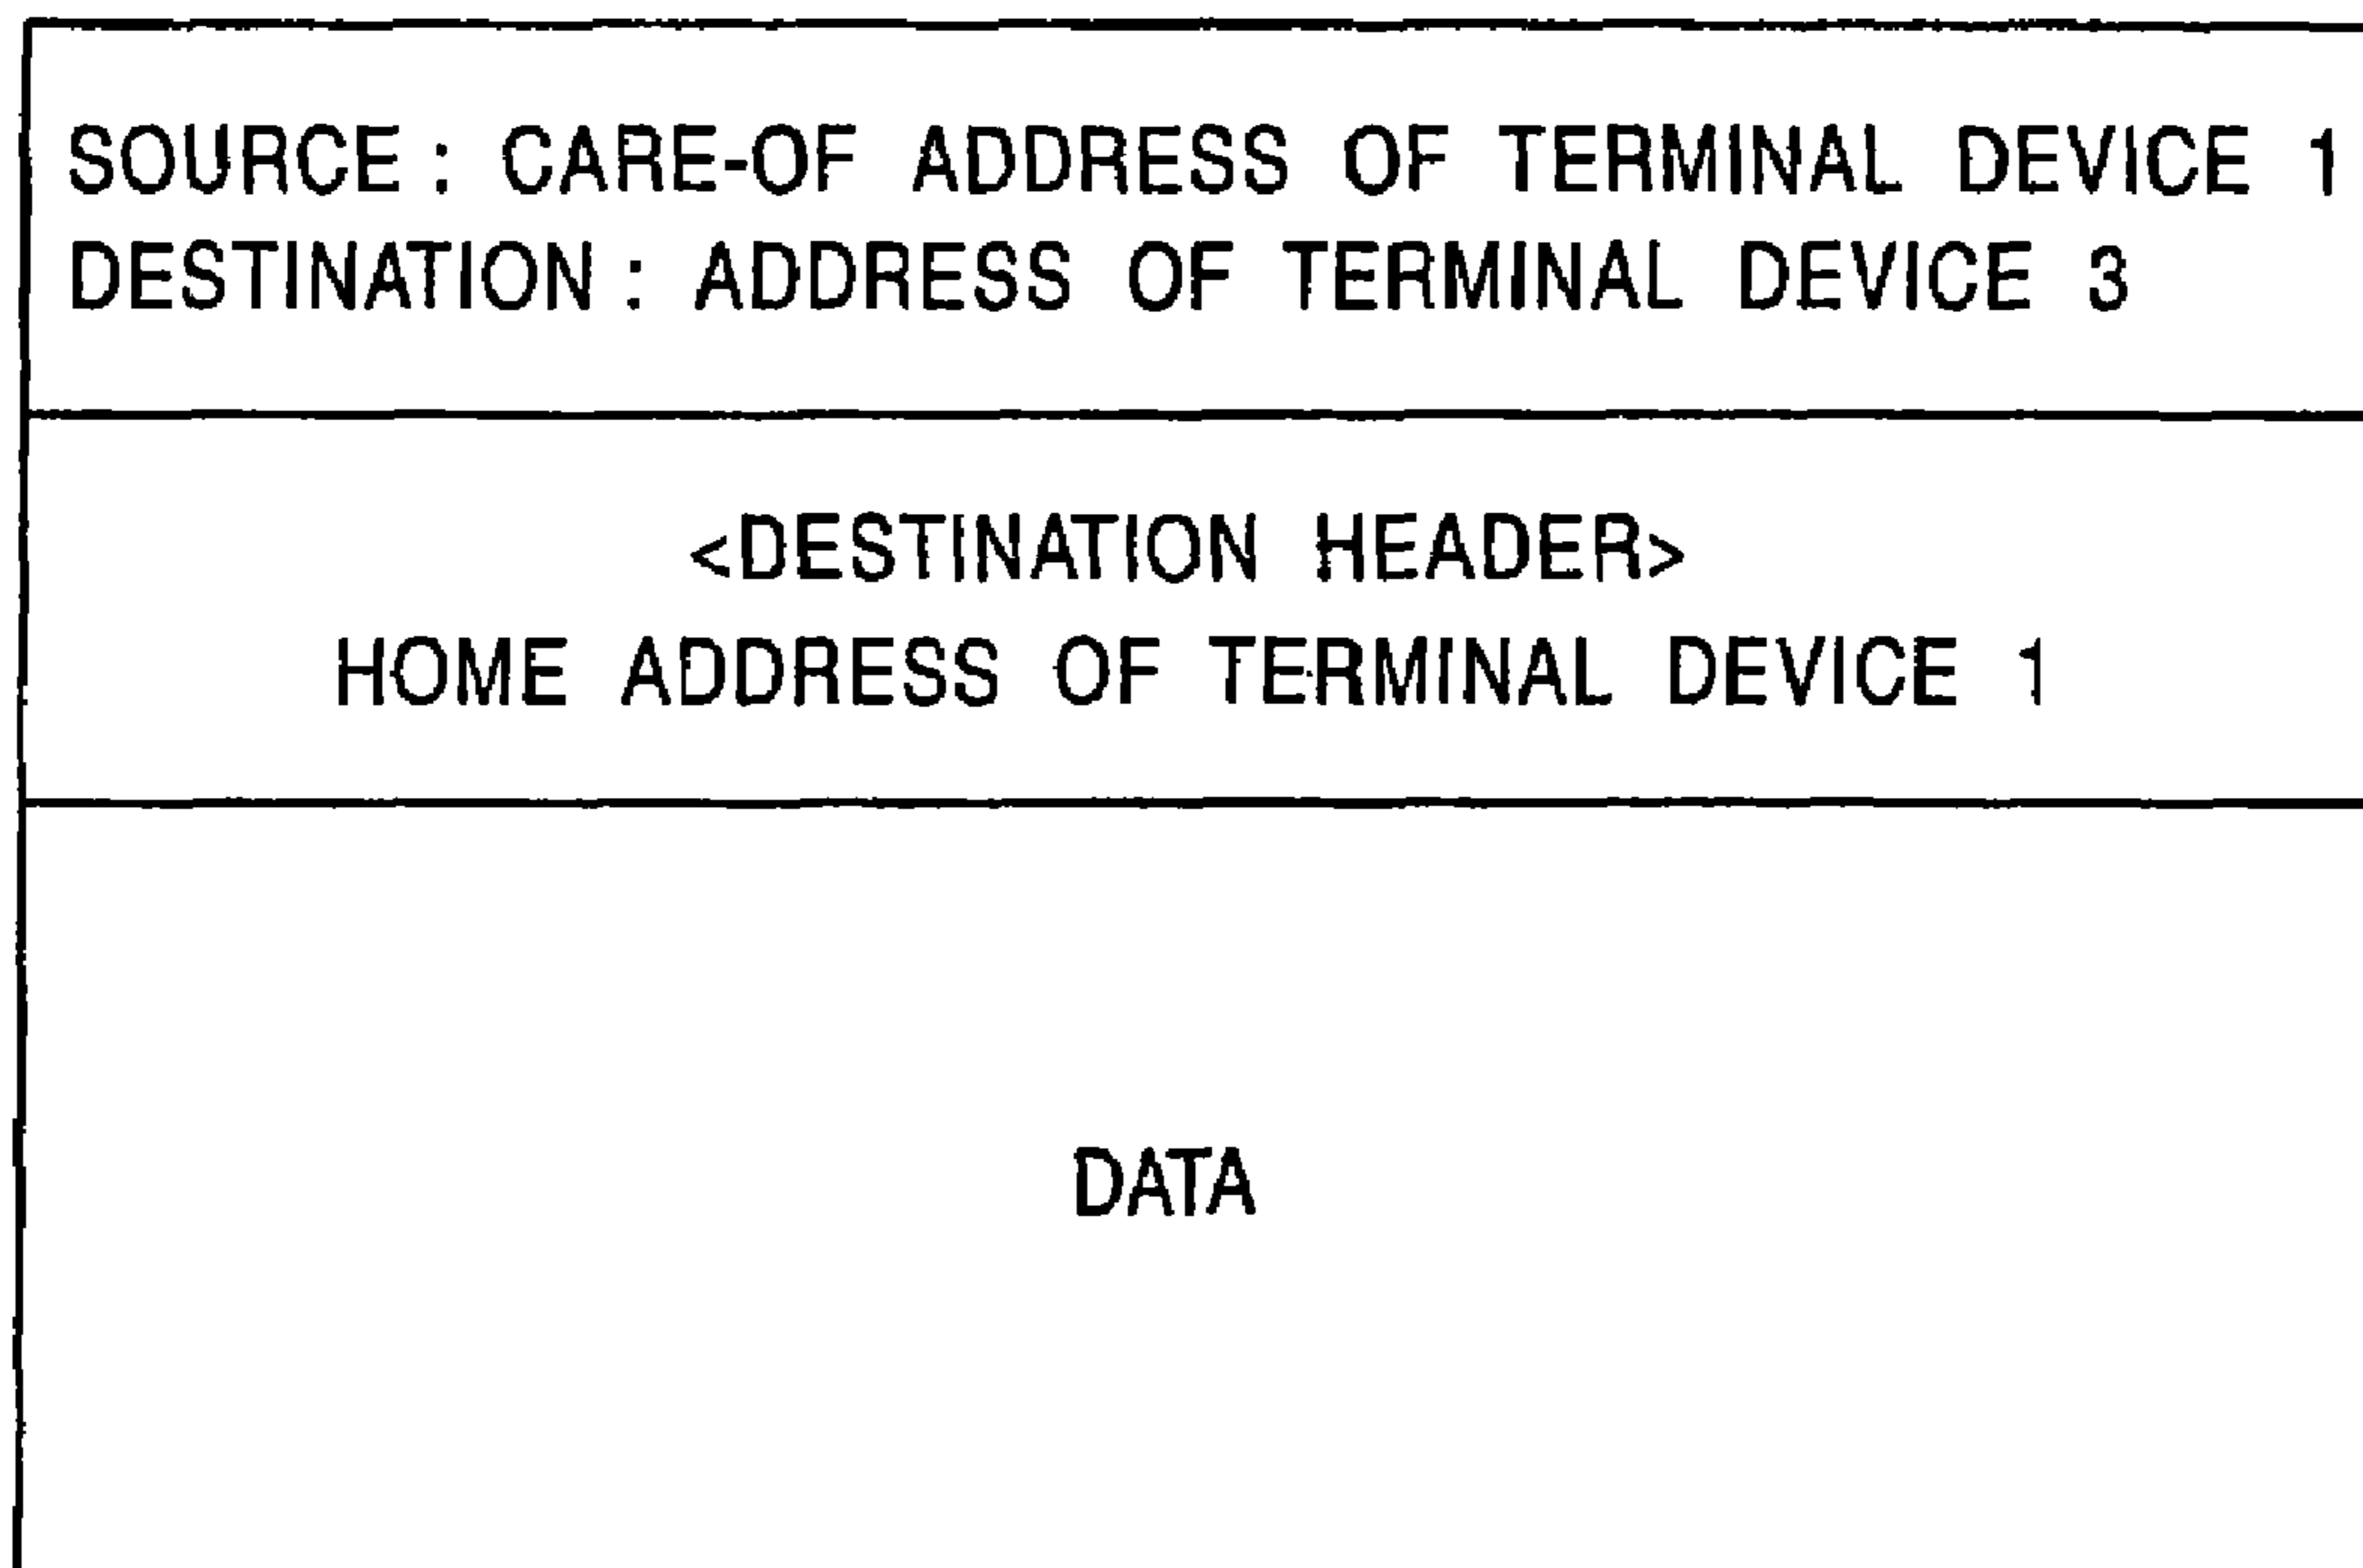 SOURCE : CARE-OF ADDRESS OF TERMINAL DEVICE 1
DESTINATION : ADDRESS OF TERMINAL DEVICE 3
<DESTINATION HEADER>
HOME ADDRESS OF TERMINAL DEVICE 1
DATA